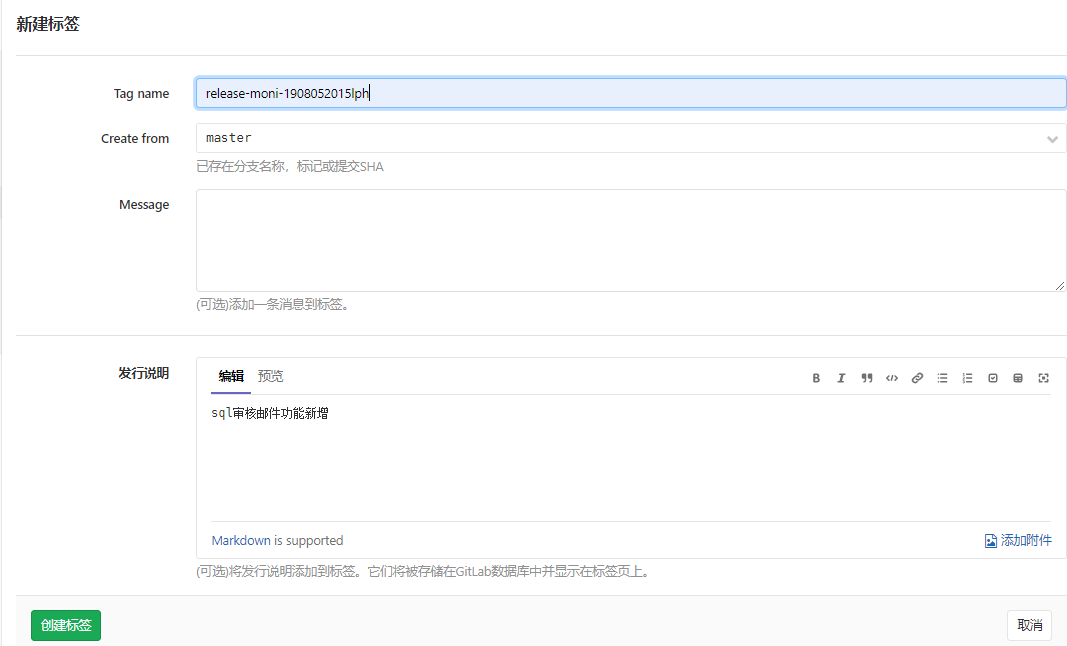 新建标签
Tag name
release-moni-1908052015lph
Create from
master
已存在分支名称，标记或提交SHA
Message
(可选)添加一条消息到标签。
发行说明
编辑 预览
sql审核邮件功能新增
Markdown is supported
添加附件
(可选)将发行说明添加到标签。它们将被存储在GitLab数据库中并显示在标签页上。
创建标签
取消